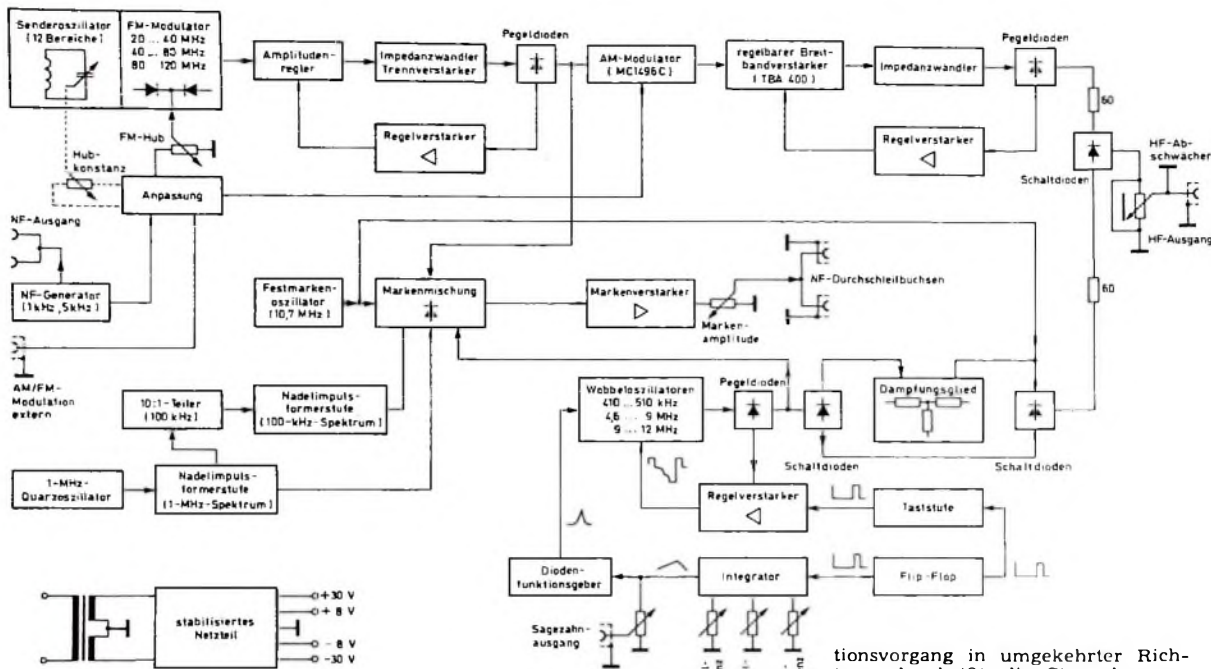 Senderoszillator
(12 Bereiche)
FM-Modulator
20 ... 40 MHz
40 ... 80 MHz
80 ... 120 MHz
Amplituden-
regler
Impedanzwandler
Trennverstärker
Pegeldioden
AM-Modulator
(MC1496C)
regelbarer Breit-
bandverstärker
(TBA 400)
Impedanzwandler
Pegeldioden
60
Regelverstärker
Regelverstärker
FM-Hub
Hub-
konstanz
Anpassung
Schaltdioden
HF-Ab-
schwächer
HF-Ausgang
NF-Ausgang
NF-Generator
(1kHz, 5kHz)
Festmarken-
oszillator
(10,7 MHz)
Markenmischung
Markenverstärker
Marken-
amplitude
NF-Durchschleifbuchsen
60
AM/FM-
Modulation
extern
10:1-Teiler
(100 kHz)
Nadelimpuls-
formerstufe
(100-kHz-Spektrum)
Wobbeloszillatoren
410 ... 510 kHz
4,6 ... 9 MHz
9 ... 12 MHz
Pegeldioden
Dämpfungsglied
Schaltdioden
Schaltdioden
1-MHz-
Quarzoszillator
Nadelimpuls-
formerstufe
(1-MHz-Spektrum)
Regelverstärker
Taststufe
Dioden-
funktionsgeber
Integrator
Flip-Flop
Sägezahn-
ausgang
stabilisiertes
Netzteil
+30 V
+ 8 V
- 8 V
-30 V
tionsvorgang in umgekehrter Rich-